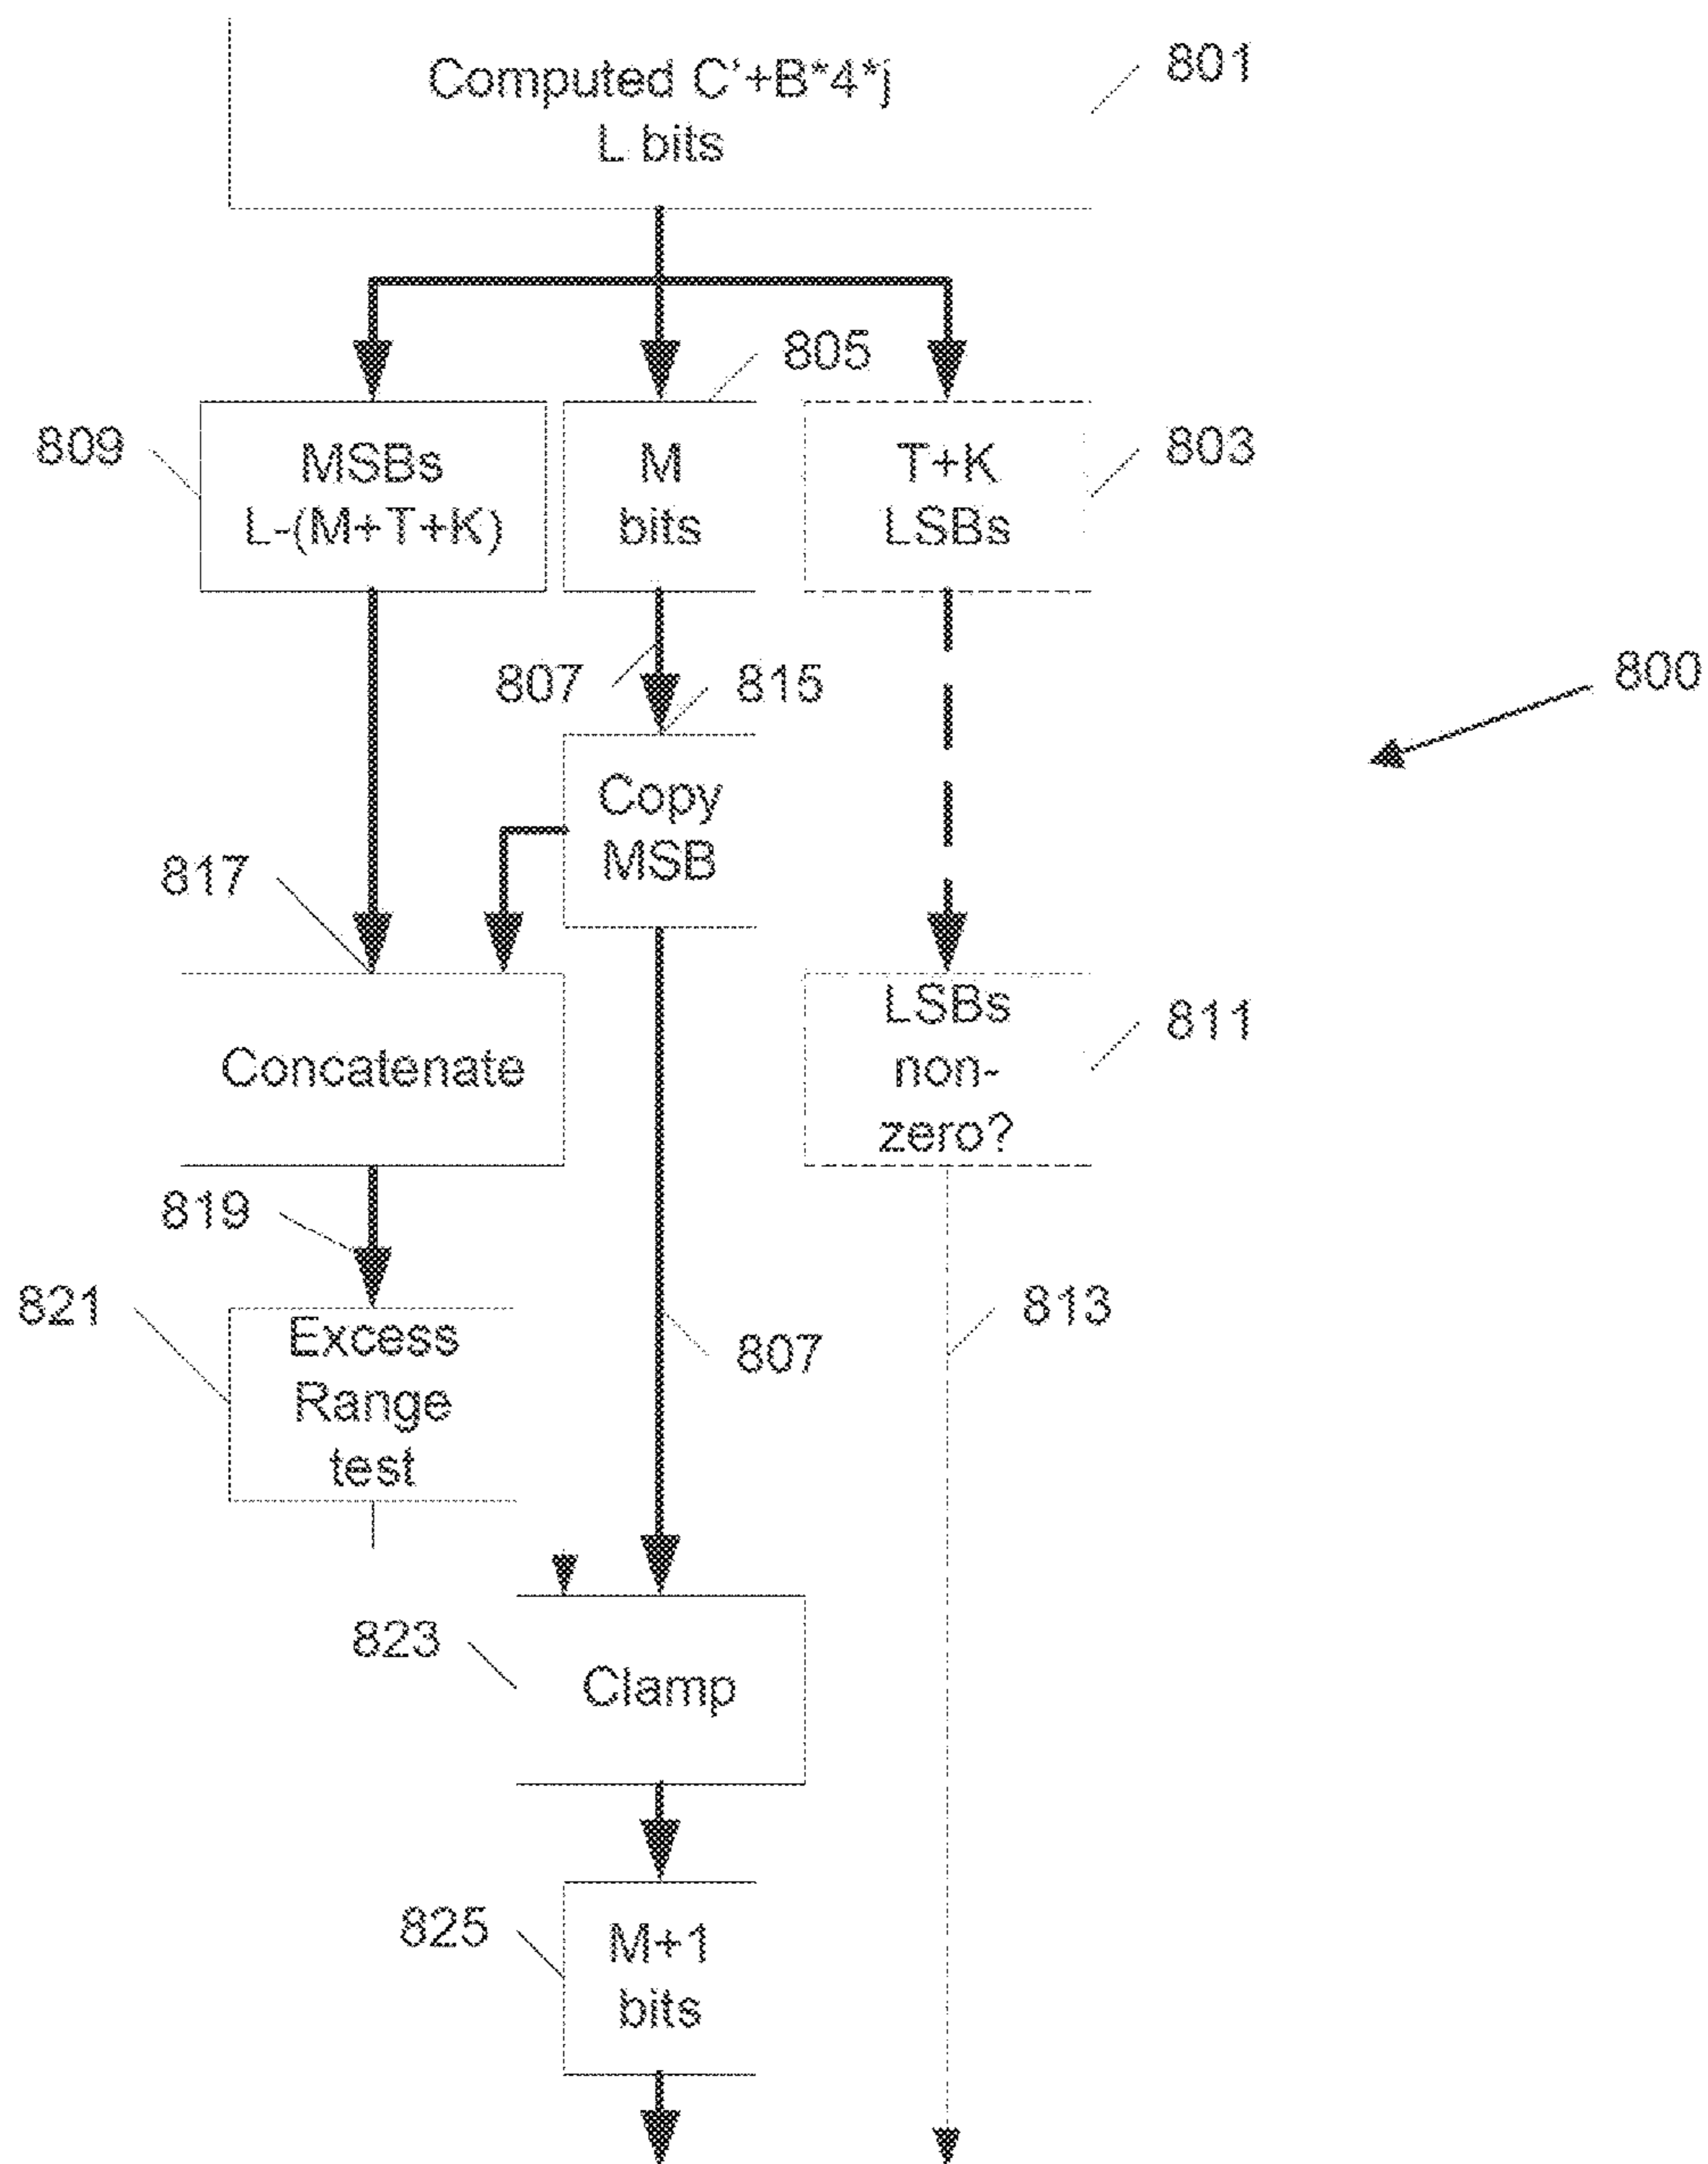 Computed C'+B*4*j
L bits
801
805
809
MSBs
L-(M+T+K)
M
bits
T+K
LSBs
803
807
815
800
Copy
MSB
817
Concatenate
LSBs
non-
zero?
811
819
821
Excess
Range
test
807
813
823
Clamp
825
M+1
bits